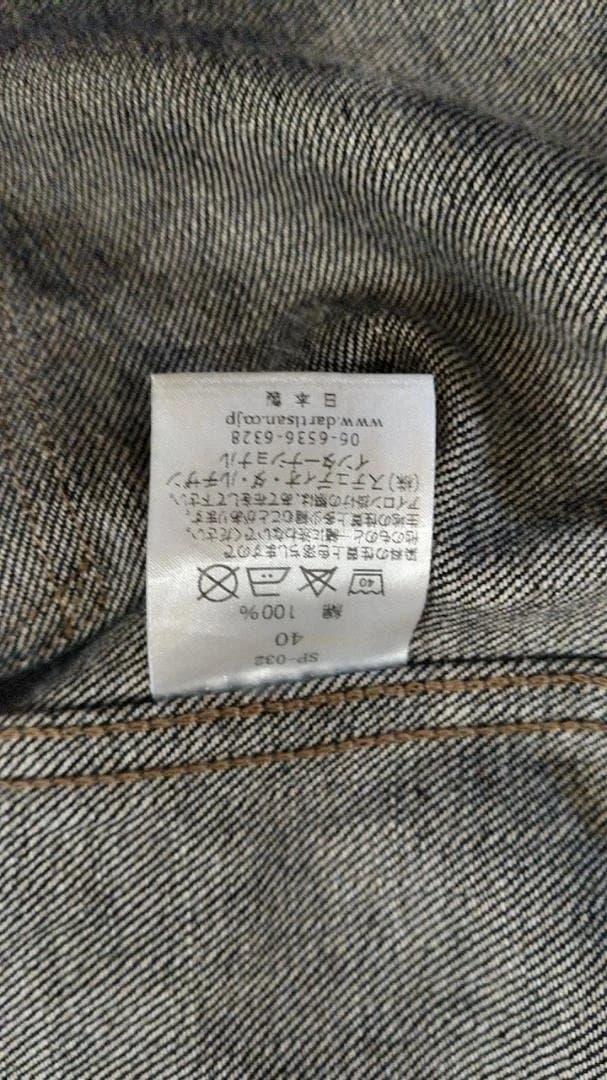 SP-032
40
綿 100%
40
染料の性質上色落ちしますので
他のものと一緒に洗わないでください。
生地の性質上多少縮むことがあります。
アイロン掛けの際は、あて布をして下さい。
(株)ステュディオ・ダ・ルチザン
インターナショナル
06-6536-6328
www.dartisan.co.jp
日本製